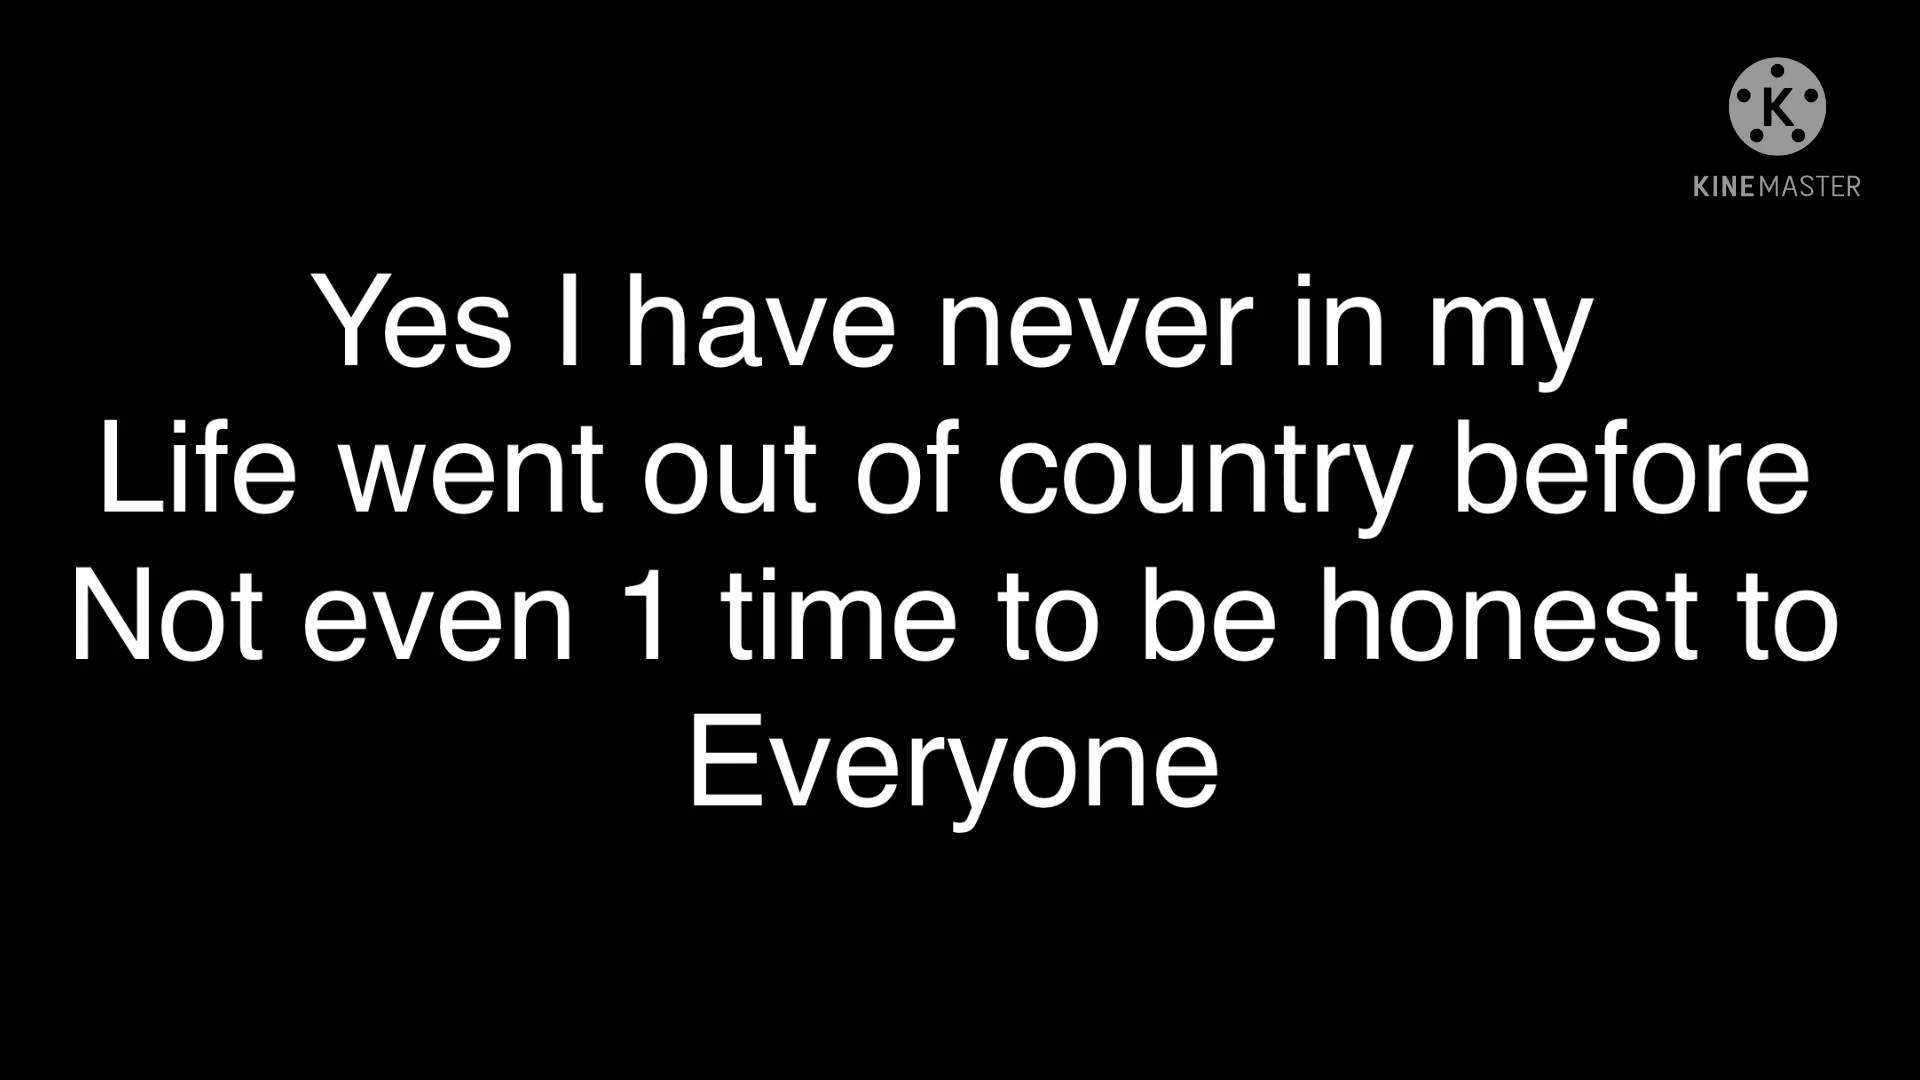 K
KINEMASTER
Yes I have never in my
Life went out of country before
Not even 1 time to be honest to
Everyone